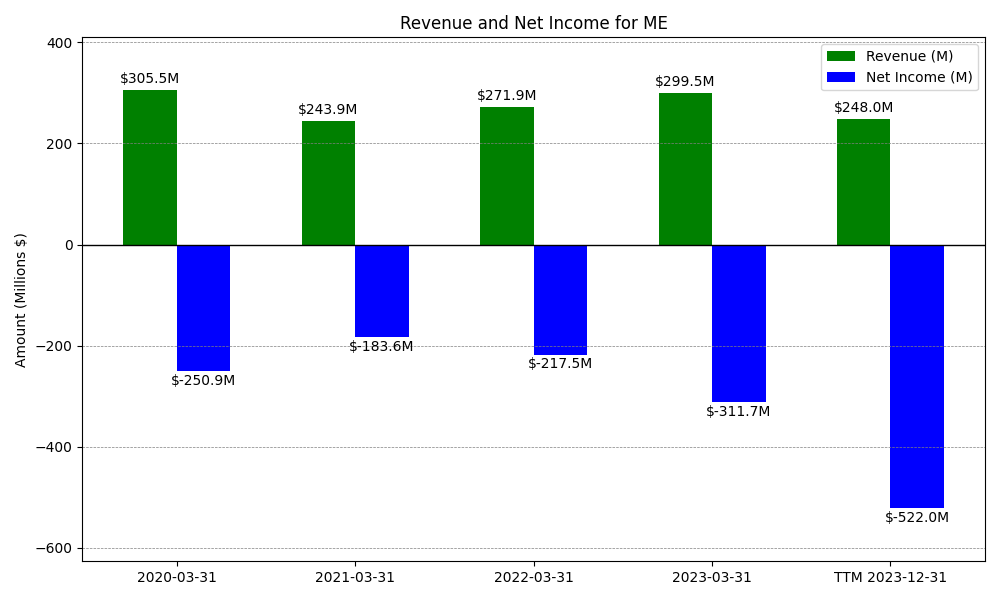 Revenue and Net Income for ME
Revenue (M)
Net Income (M)
Amount (Millions $)
400
200
0
−200
−400
−600
$305.5M
$243.9M
$271.9M
$299.5M
$248.0M
$-250.9M
$-183.6M
$-217.5M
$-311.7M
$-522.0M
2020-03-31
2021-03-31
2022-03-31
2023-03-31
TTM 2023-12-31